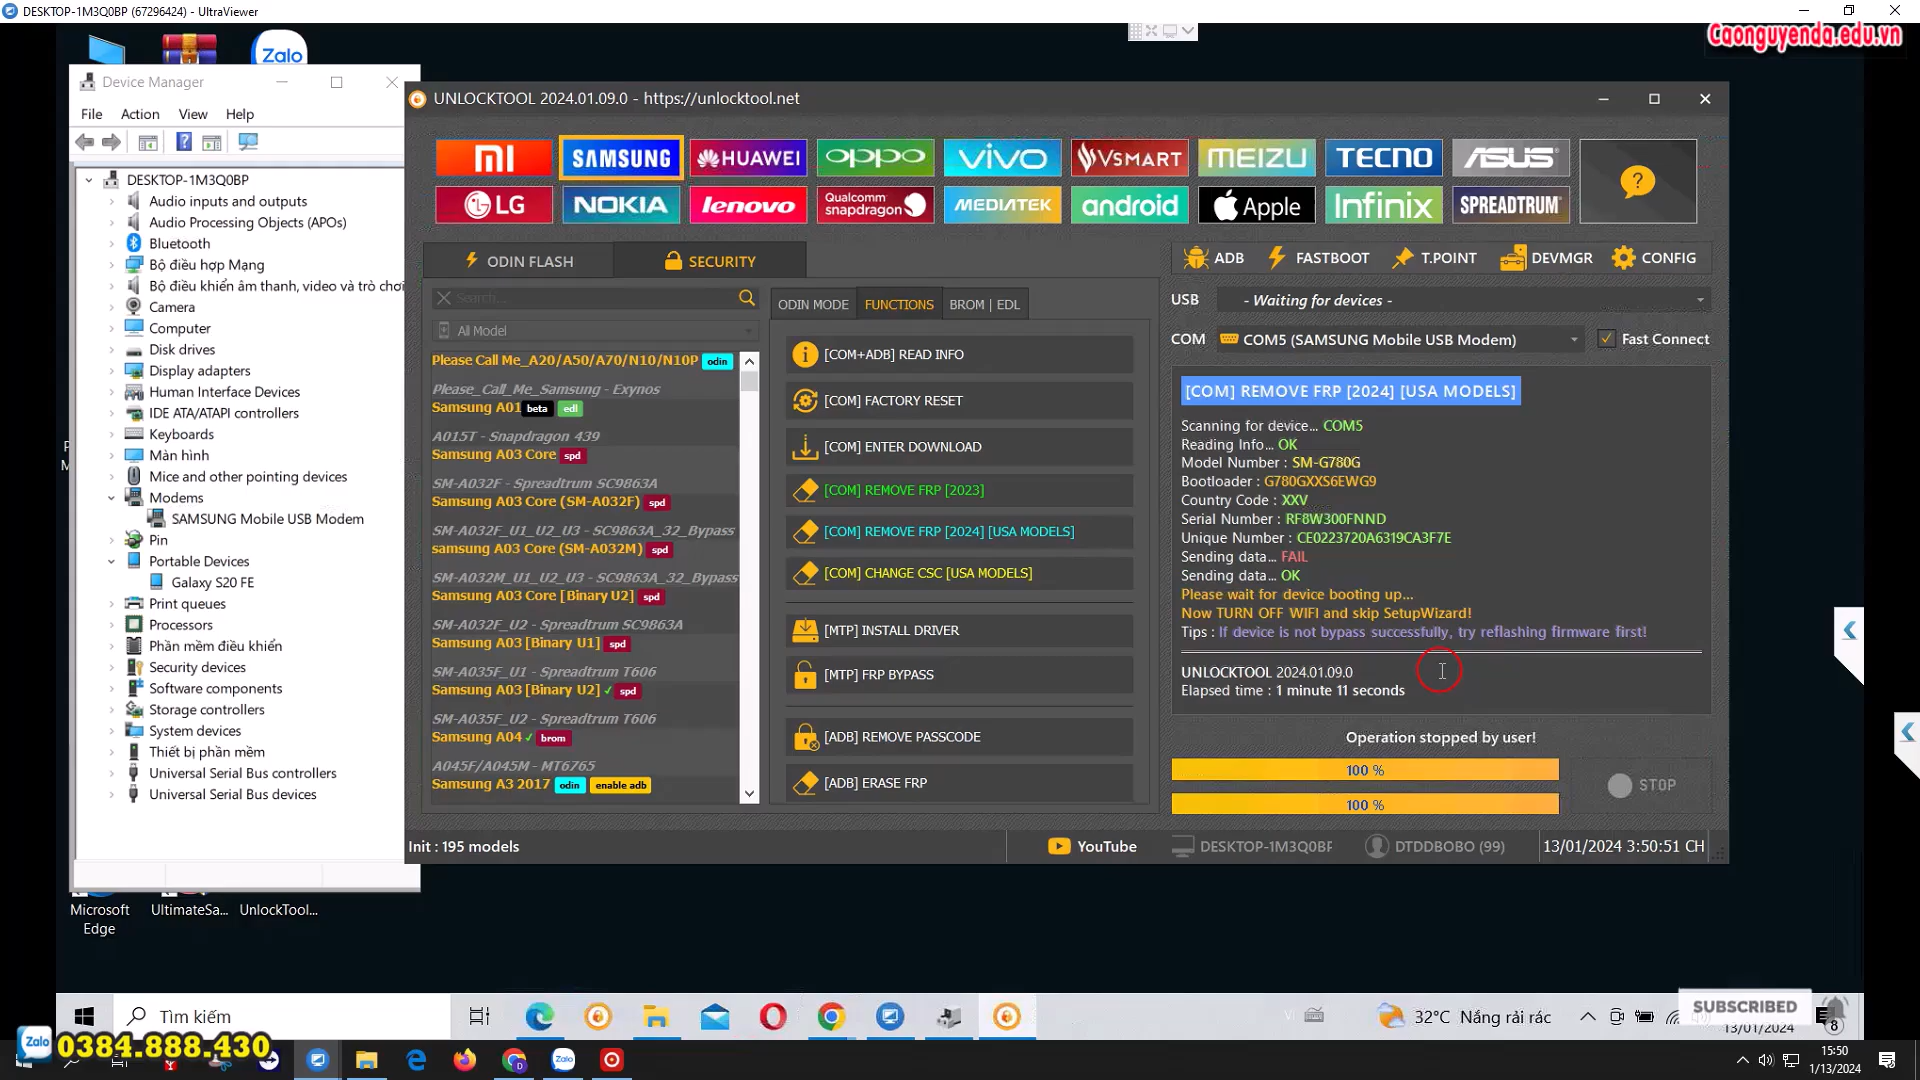 DESKTOP-1M3Q0BP (67296424) - UltraViewer
Caonguyenda.edu.vn
Zalo
Device Manager
File Action View Help
DESKTOP-1M3Q0BP
Audio inputs and outputs
Audio Processing Objects (APOs)
Bluetooth
Bộ điều hợp Mạng
Bộ điều khiển âm thanh, video và trò chơi
Camera
Computer
Disk drives
Display adapters
Human Interface Devices
IDE ATA/ATAPI controllers
Keyboards
Màn hình
Mice and other pointing devices
Modems
SAMSUNG Mobile USB Modem
Pin
Portable Devices
Galaxy S20 FE
Print queues
Processors
Phần mềm điều khiển
Security devices
Software components
Storage controllers
System devices
Thiết bị phần mềm
Universal Serial Bus controllers
Universal Serial Bus devices
UNLOCKTOOL 2024.01.09.0 - https://unlocktool.net
MI SAMSUNG HUAWEI OPPO vivo VSMART MEIZU TECNO ASUS ?
LG NOKIA lenovo Qualcomm snapdragon MEDIATEK android Apple Infinix SPREADTRUM
ODIN FLASH SECURITY
Search...
All Model
Please Call Me_A20/A50/A70/N10/N10P odin
Please_Call_Me_Samsung - Exynos
Samsung A01 beta edl
A015T - Snapdragon 439
Samsung A03 Core spd
SM-A032F - Spreadtrum SC9863A
Samsung A03 Core (SM-A032F) spd
SM-A032F_U1_U2_U3 - SC9863A_32_Bypass
samsung A03 Core (SM-A032M) spd
SM-A032M_U1_U2_U3 - SC9863A_32_Bypass
Samsung A03 Core [Binary U2] spd
SM-A032F_U2 - Spreadtrum SC9863A
Samsung A03 [Binary U1] spd
SM-A035F_U1 - Spreadtrum T606
Samsung A03 [Binary U2] ✓ spd
SM-A035F_U2 - Spreadtrum T606
Samsung A04 ✓ brom
A045F/A045M - MT6765
Samsung A3 2017 odin enable adb
ODIN MODE FUNCTIONS BROM | EDL
[COM+ADB] READ INFO
[COM] FACTORY RESET
[COM] ENTER DOWNLOAD
[COM] REMOVE FRP [2023]
[COM] REMOVE FRP [2024] [USA MODELS]
[COM] CHANGE CSC [USA MODELS]
[MTP] INSTALL DRIVER
[MTP] FRP BYPASS
[ADB] REMOVE PASSCODE
[ADB] ERASE FRP
ADB FASTBOOT T.POINT DEVMGR CONFIG
USB - Waiting for devices -
COM COM5 (SAMSUNG Mobile USB Modem) Fast Connect
[COM] REMOVE FRP [2024] [USA MODELS]
Scanning for device... COM5
Reading Info... OK
Model Number : SM-G780G
Bootloader : G780GXXS6EWG9
Country Code : XXV
Serial Number : RF8W300FNND
Unique Number : CE0223720A6319CA3F7E
Sending data... FAIL
Sending data... OK
Please wait for device booting up...
Now TURN OFF WIFI and skip SetupWizard!
Tips : If device is not bypass successfully, try reflashing firmware first!
UNLOCKTOOL 2024.01.09.0
Elapsed time : 1 minute 11 seconds
Operation stopped by user!
100 %
100 %
STOP
Init : 195 models
YouTube DESKTOP-1M3Q0BP DTDDBOBO (99) 13/01/2024 3:50:51 CH
Microsoft Edge
UltimateSa...
UnlockTool...
Tìm kiếm
32°C Nắng rải rác
SUBSCRIBED
13/01/2024
8
Zalo
0384.888.430
Zalo
15:50
1/13/2024